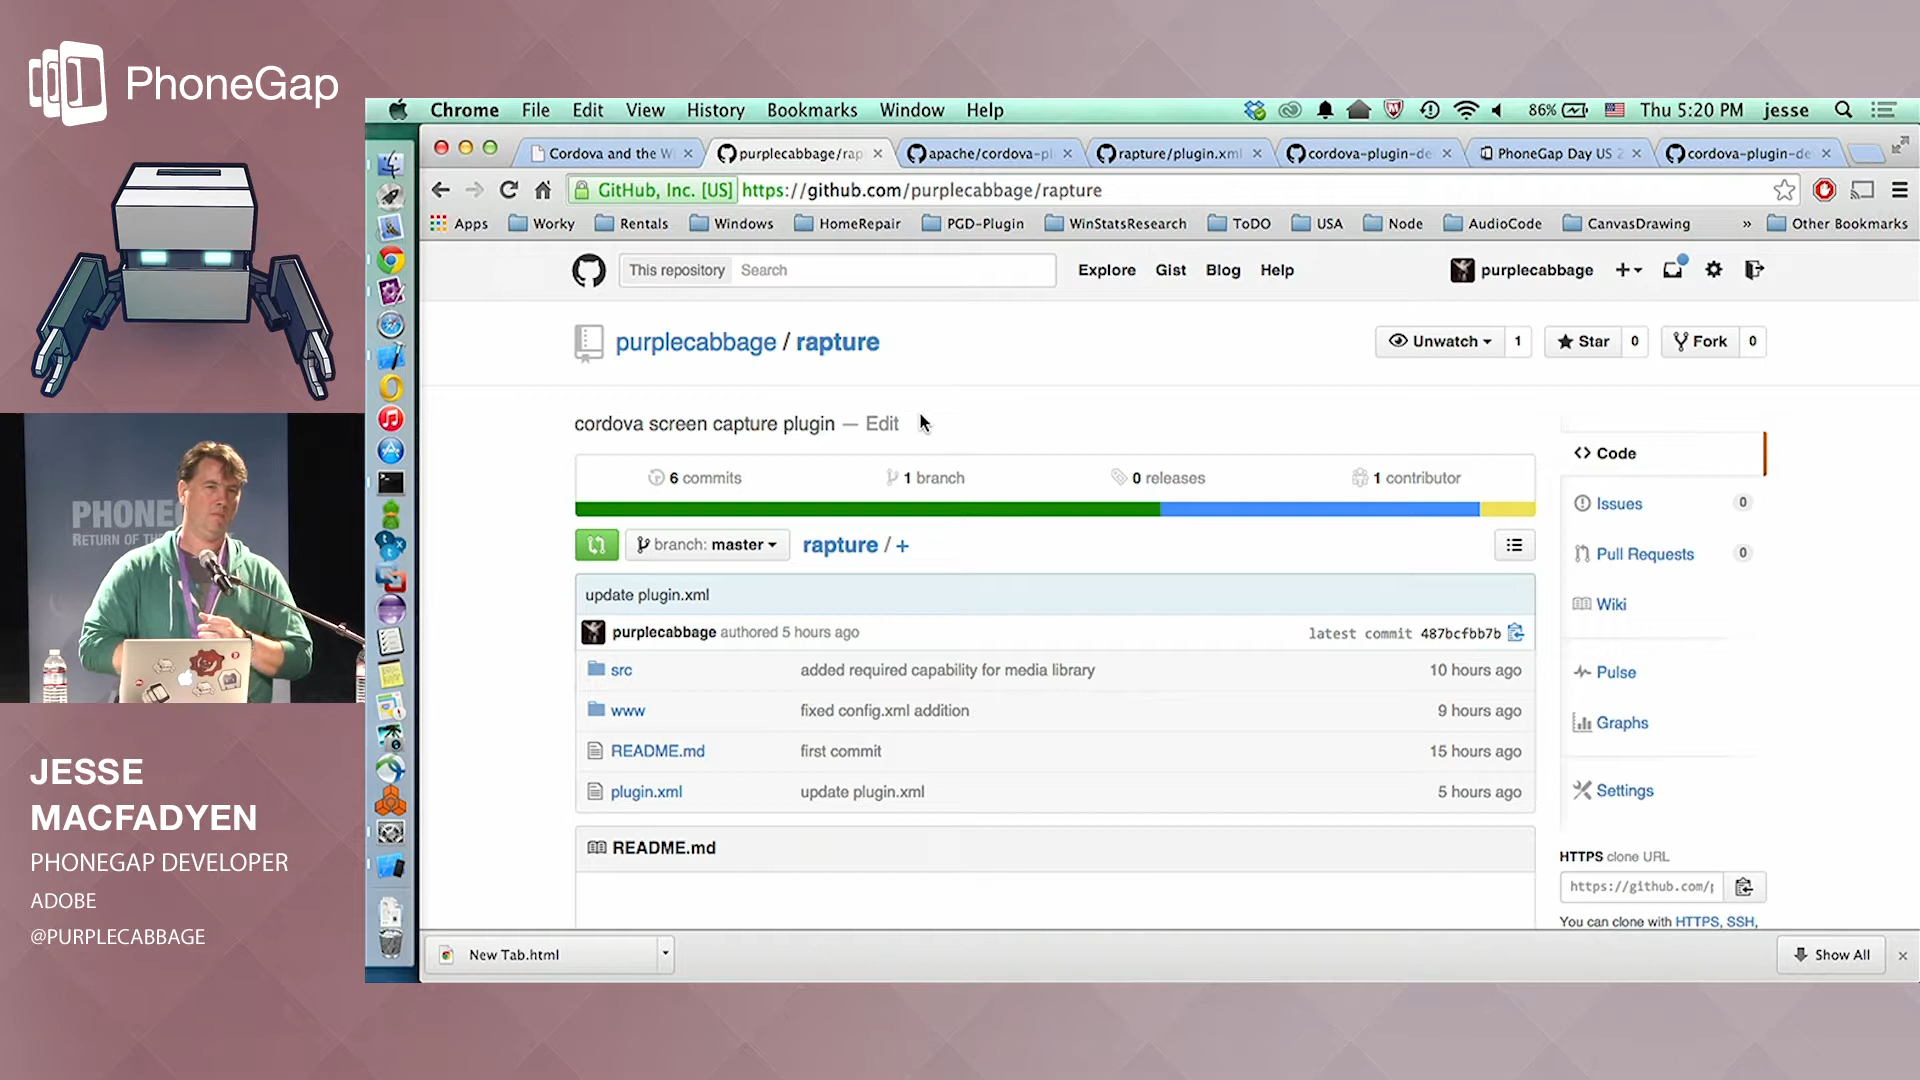 PhoneGap
Chrome File Edit View History Bookmarks Window Help 86% Thu 5:20 PM jesse
Cordova and the Wi purplecabbage/rap apache/cordova-pl rapture/plugin.xml cordova-plugin-de PhoneGap Day US 2 cordova-plugin-de
GitHub, Inc. [US] https://github.com/purplecabbage/rapture
Apps Worky Rentals Windows HomeRepair PGD-Plugin WinStatsResearch ToDO USA Node AudioCode CanvasDrawing » Other Bookmarks
This repository Search Explore Gist Blog Help purplecabbage
purplecabbage / rapture Unwatch 1 Star 0 Fork 0
cordova screen capture plugin — Edit
6 commits 1 branch 0 releases 1 contributor
branch: master rapture / +
update plugin.xml
purplecabbage authored 5 hours ago latest commit 487bcfbb7b
src added required capability for media library 10 hours ago
www fixed config.xml addition 9 hours ago
README.md first commit 15 hours ago
plugin.xml update plugin.xml 5 hours ago
README.md
Code
Issues 0
Pull Requests 0
Wiki
Pulse
Graphs
Settings
HTTPS clone URL
https://github.com/p
You can clone with HTTPS, SSH,
New Tab.html Show All
PHONEG
RETURN OF TH
JESSE
MACFADYEN
PHONEGAP DEVELOPER
ADOBE
@PURPLECABBAGE